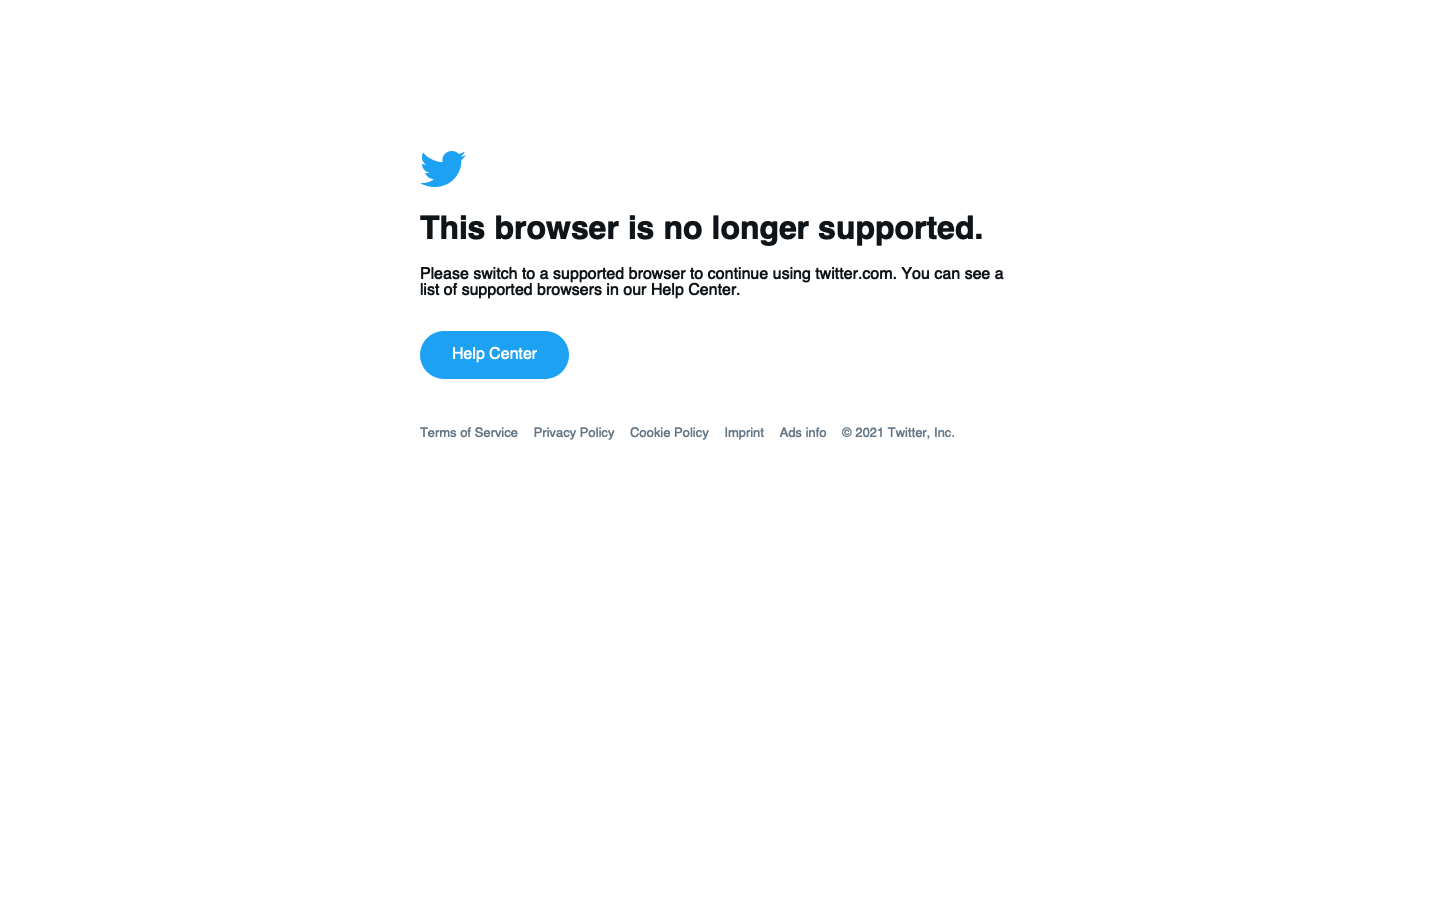 This browser is no longer supported.
Please switch to a supported browser to continue using twitter.com. You can see a
list of supported browsers in our Help Center.
Help Center
Terms of Service Privacy Policy Cookie Policy Imprint Ads info © 2021 Twitter, Inc.